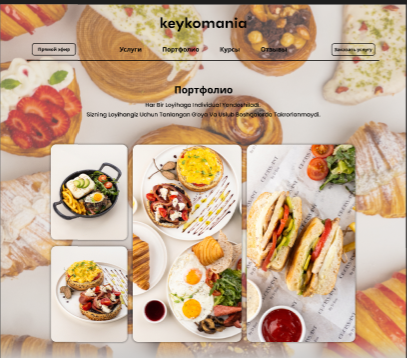 keykomania
Прямой эфир
Услуги
Портфолио
Курсы
Отзывы
Заказать услугу
Портфолио
Har Bir Loyihaga Individual Yondashiladi.
Sizning Loyihangiz Uchun Tanlangan Goya Va Uslub Boshqalarda Takrorlanmaydi.